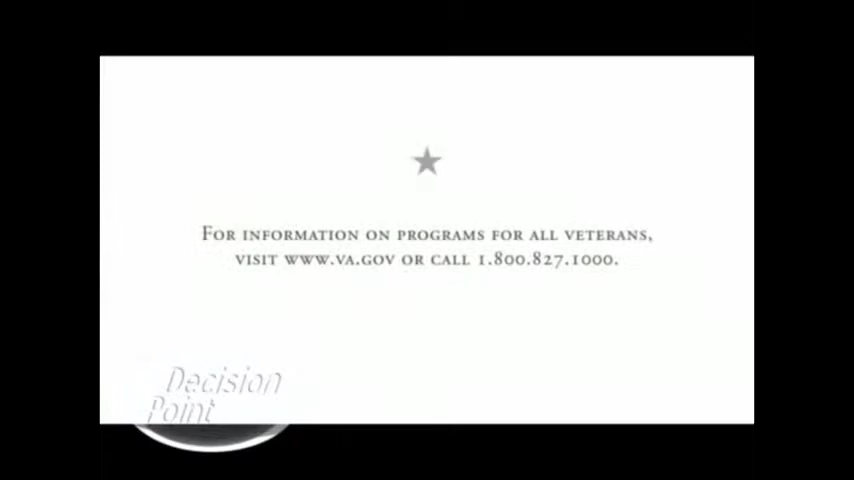 For information on programs for all veterans,
visit www.va.gov or call 1.800.827.1000.
Decision
Point